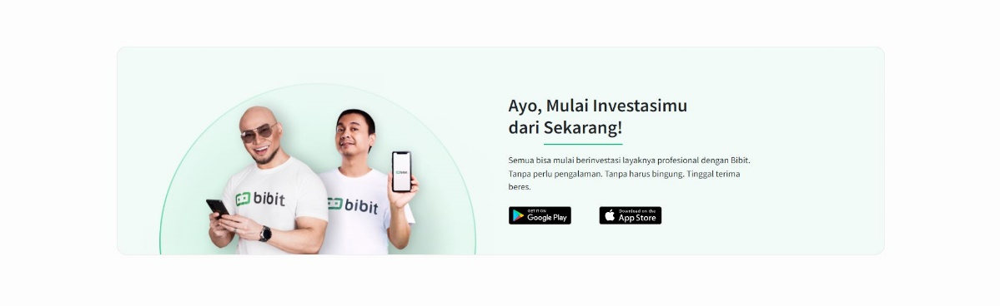 Ayo, Mulai Investasimu
dari Sekarang!
Semua bisa mulai berinvestasi layaknya profesional dengan Bibit.
Tanpa perlu pengalaman. Tanpa harus bingung. Tinggal terima
beres.
bibit
bibit
bibit
GET IT ON
Google Play
Download on the
App Store